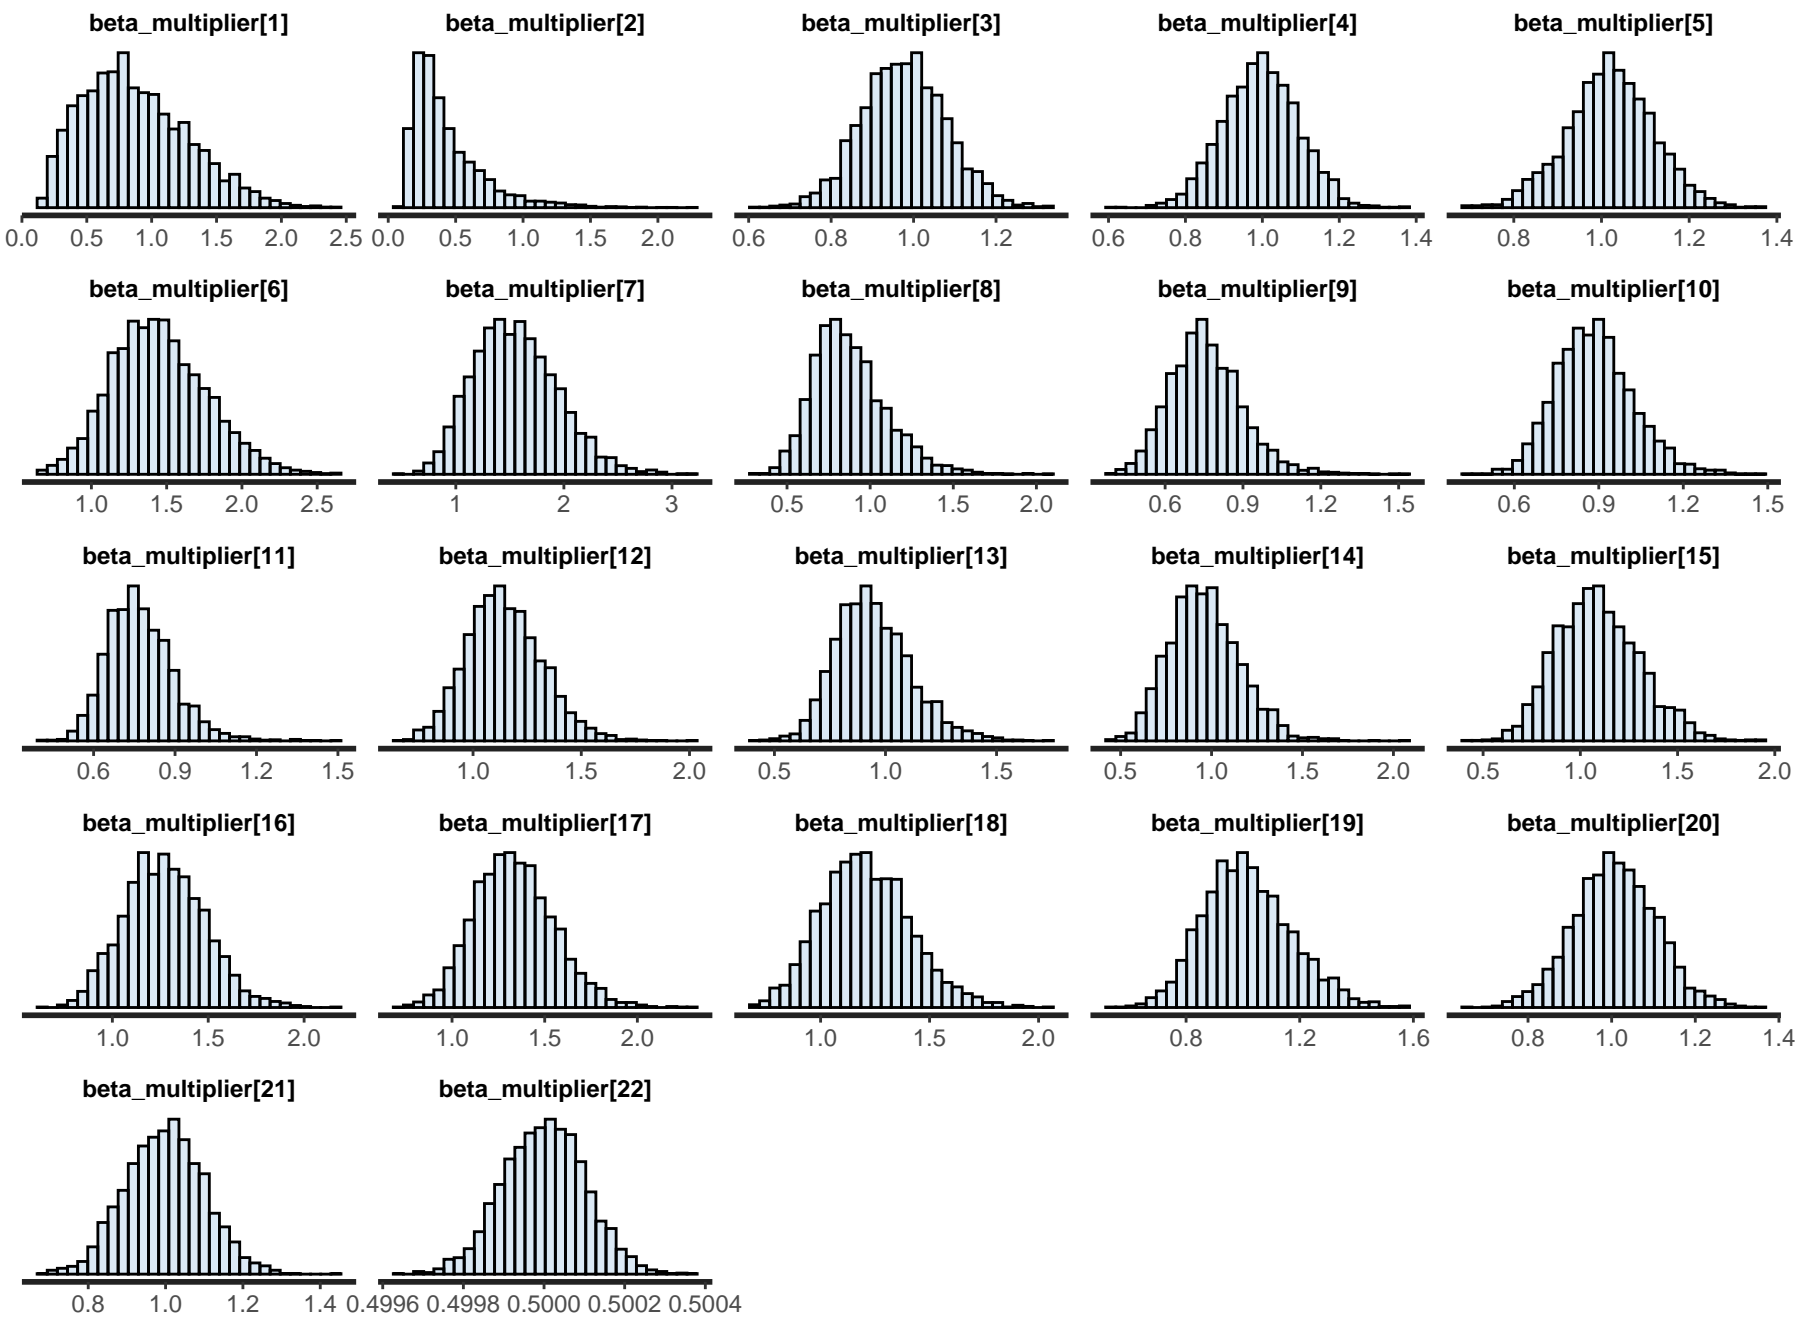 beta_multiplier[1] beta_multiplier[2] beta_multiplier[3] beta_multiplier[4] beta_multiplier[5]
0.0 0.5 1.0 1.5 2.0 2.5 0.0 0.5 1.0 1.5 2.0 0.6 0.8 1.0 1.2 0.6 0.8 1.0 1.2 1.4 0.8 1.0 1.2 1.4
beta_multiplier[6] beta_multiplier[7] beta_multiplier[8] beta_multiplier[9] beta_multiplier[10]
1.0 1.5 2.0 2.5 1 2 3 0.5 1.0 1.5 2.0 0.6 0.9 1.2 1.5 0.6 0.9 1.2 1.5
beta_multiplier[11] beta_multiplier[12] beta_multiplier[13] beta_multiplier[14] beta_multiplier[15]
0.6 0.9 1.2 1.5 1.0 1.5 2.0 0.5 1.0 1.5 0.5 1.0 1.5 2.0 0.5 1.0 1.5 2.0
beta_multiplier[16] beta_multiplier[17] beta_multiplier[18] beta_multiplier[19] beta_multiplier[20]
1.0 1.5 2.0 1.0 1.5 2.0 1.0 1.5 2.0 0.8 1.2 1.6 0.8 1.0 1.2 1.4
beta_multiplier[21] beta_multiplier[22]
0.8 1.0 1.2 1.4 0.4996 0.4998 0.5000 0.5002 0.5004